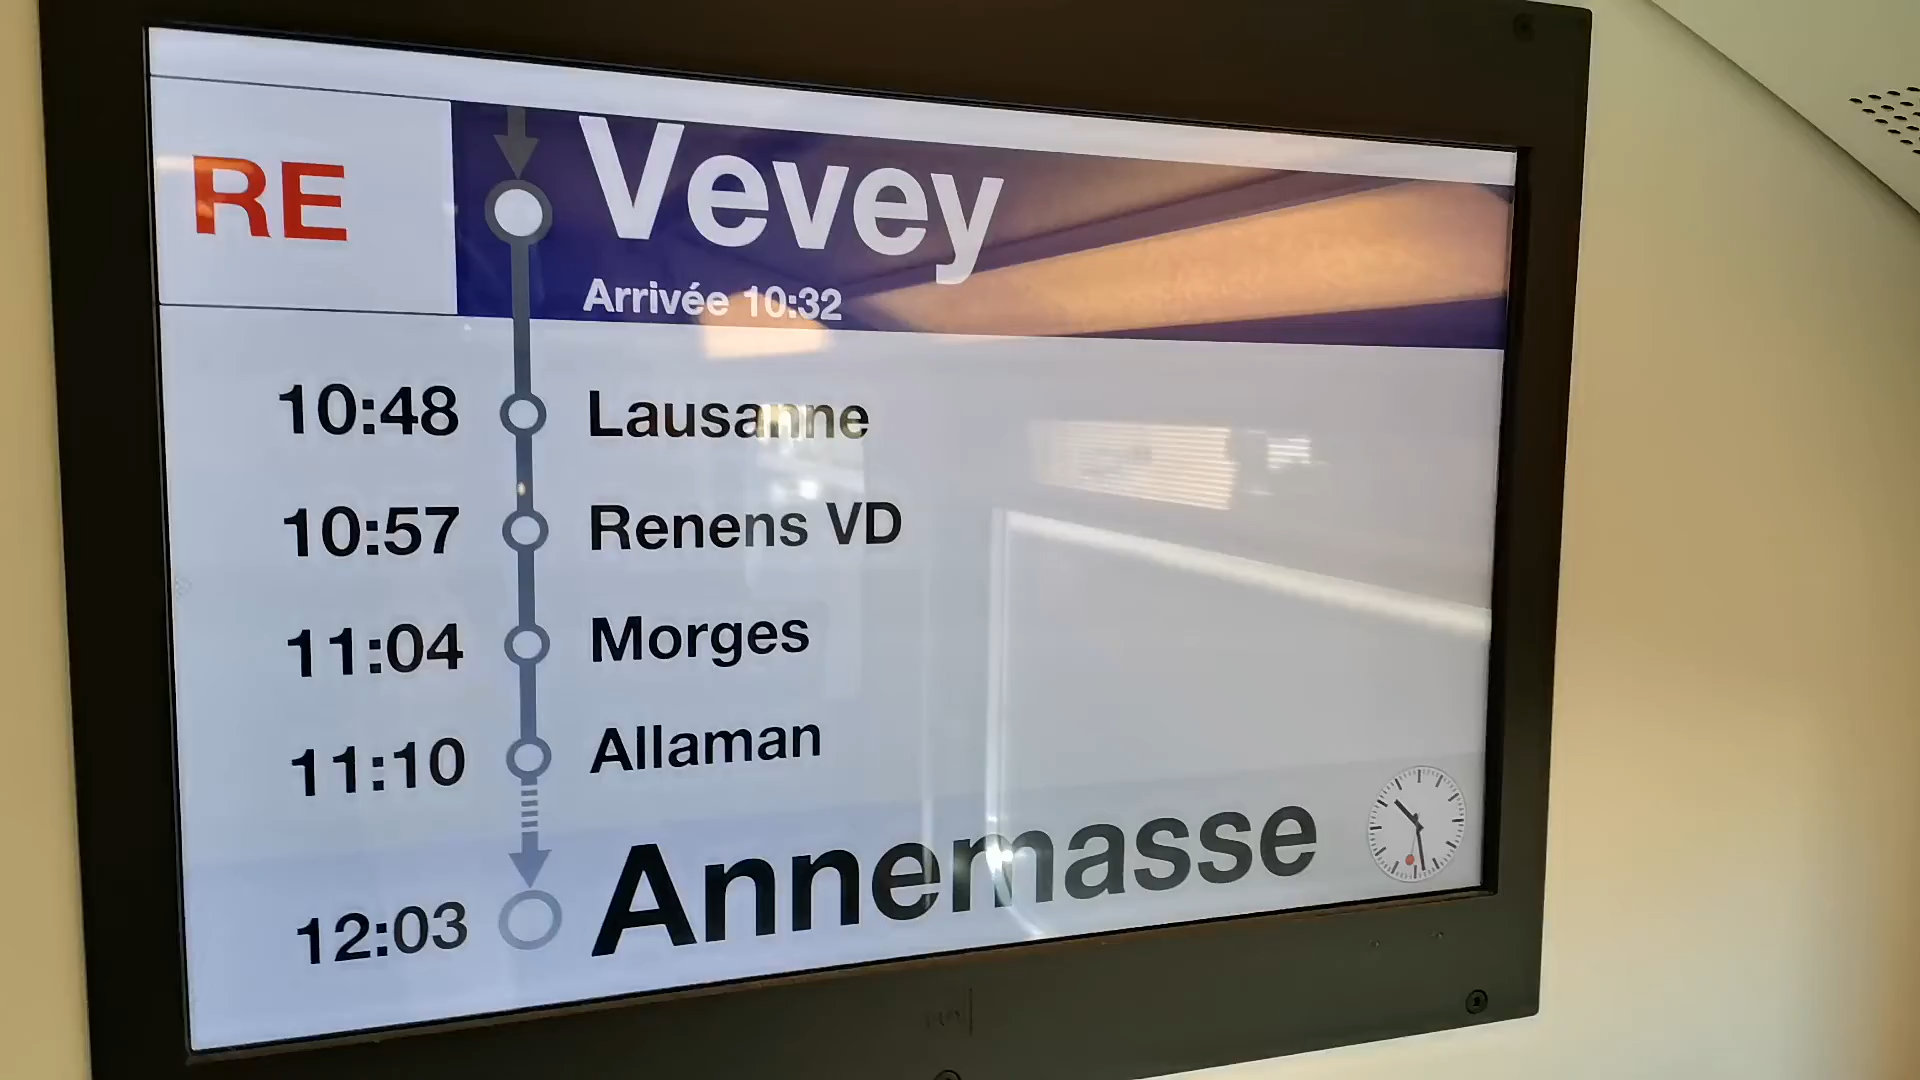 RE
Vevey
Arrivée 10:32
10:48 Lausanne
10:57 Renens VD
11:04 Morges
11:10 Allaman
12:03 Annemasse